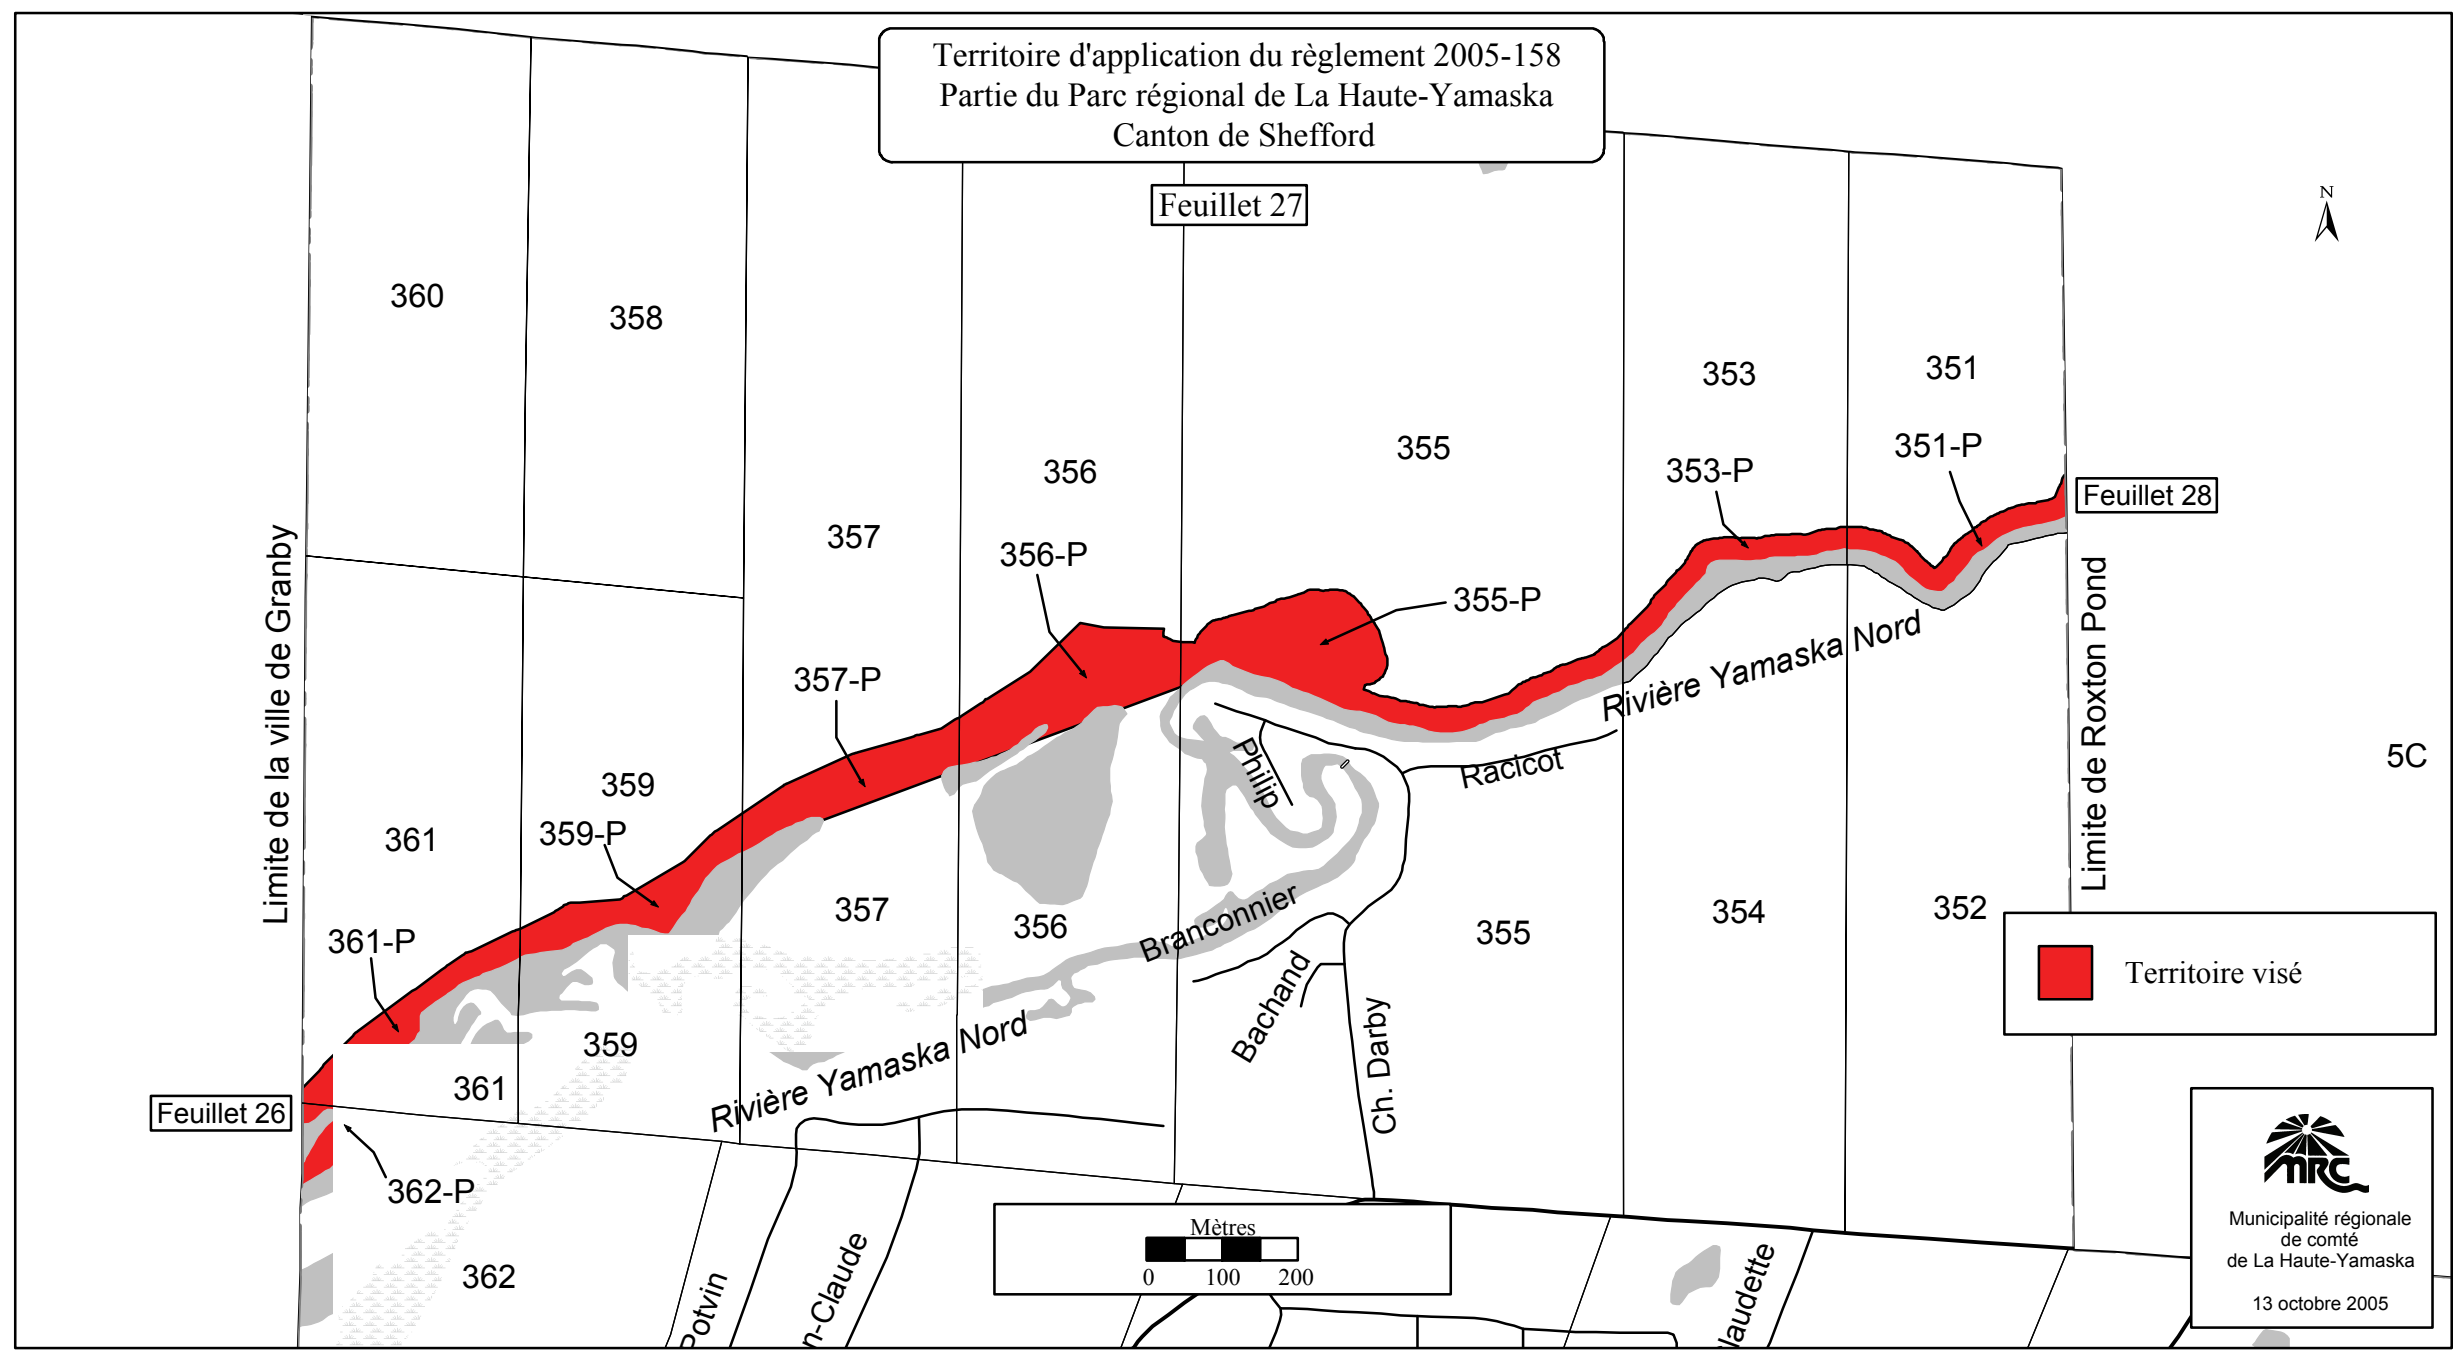 Territoire d'application du règlement 2005-158
Partie du Parc régional de La Haute-Yamaska
Canton de Shefford
Feuillet 27
N
360
358
353
351
355
356
351-P
353-P
Feuillet 28
357
356-P
355-P
Limite de la ville de Granby
Rivière Yamaska Nord
Limite de Roxton Pond
357-P
5C
Philip
Racicot
359
359-P
361
357
356
Branconnier
355
354
352
361-P
Territoire visé
Bachand
Ch. Darby
359
Rivière Yamaska Nord
361
Feuillet 26
362-P
362
Potvin
n-Claude
laudette
Mètres
0 100 200
MRC
Municipalité régionale
de comté
de La Haute-Yamaska
13 octobre 2005